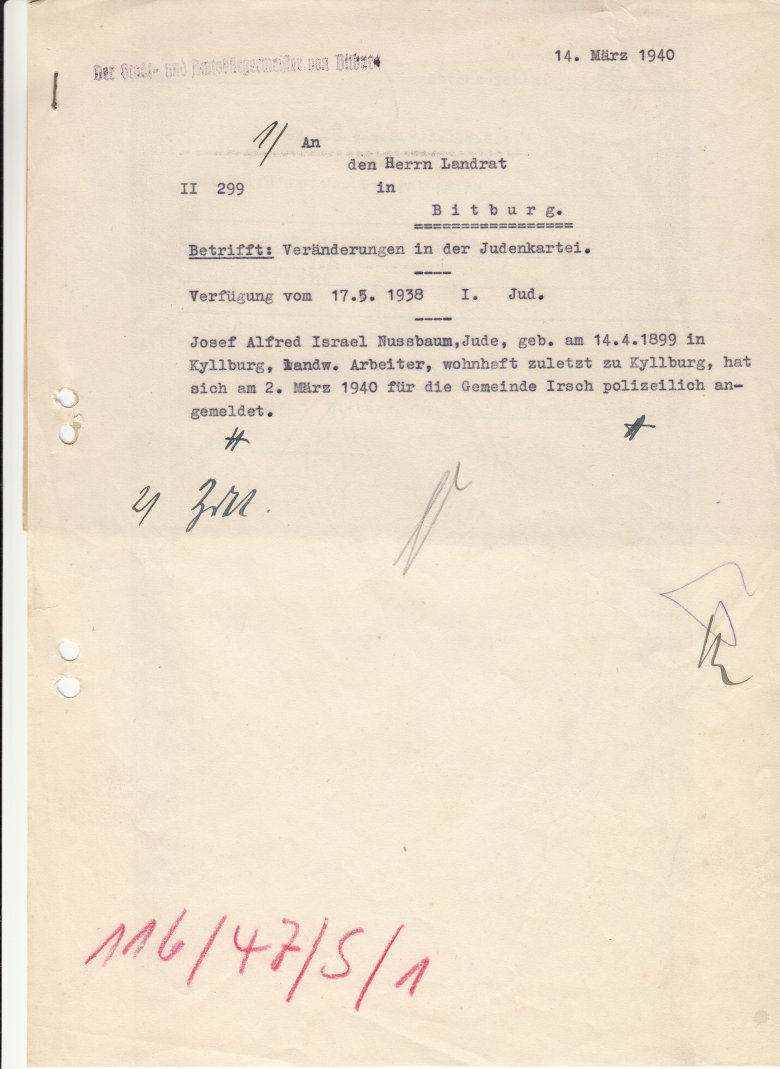 Der Stadt- und Amtsbürgermeister von Bitburg
14. März 1940
1/ An
den Herrn Landrat
II 299 in
B i t b u r g.
=================
Betrifft: Veränderungen in der Judenkartei.
----
Verfügung vom 17.5. 1938 I. Jud.
----
Josef Alfred Israel Nussbaum,Jude, geb. am 14.4.1899 in
Kyllburg, landw. Arbeiter, wohnhaft zuletzt zu Kyllburg, hat
sich am 2. März 1940 für die Gemeinde Irsch polizeilich an-
gemeldet.
2/
116/47/5/1